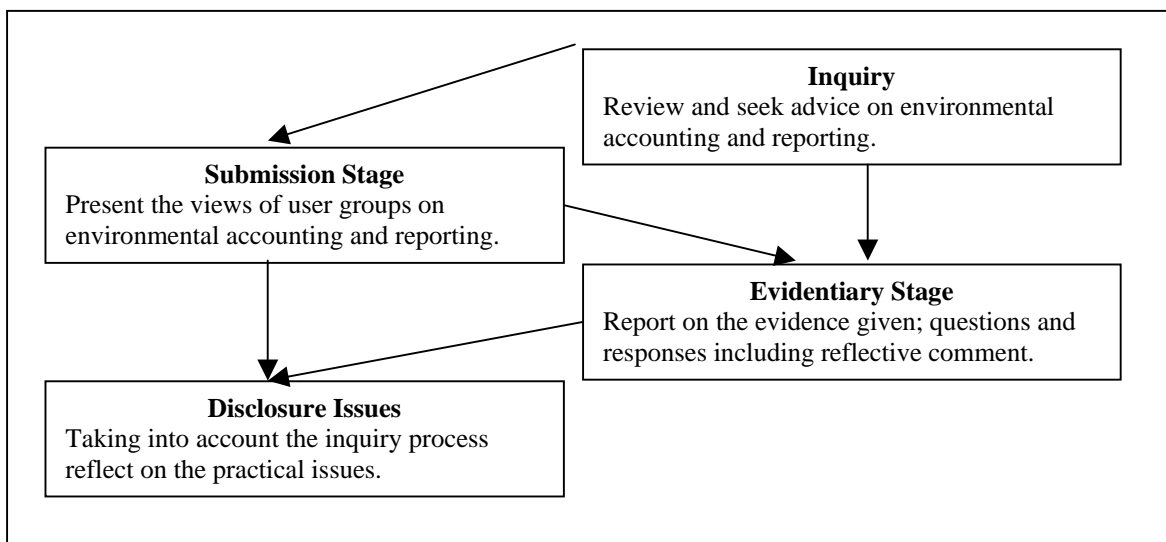 Inquiry
Review and seek advice on environmental
accounting and reporting.
Submission Stage
Present the views of user groups on
environmental accounting and reporting.
Evidentiary Stage
Report on the evidence given; questions and
responses including reflective comment.
Disclosure Issues
Taking into account the inquiry process
reflect on the practical issues.